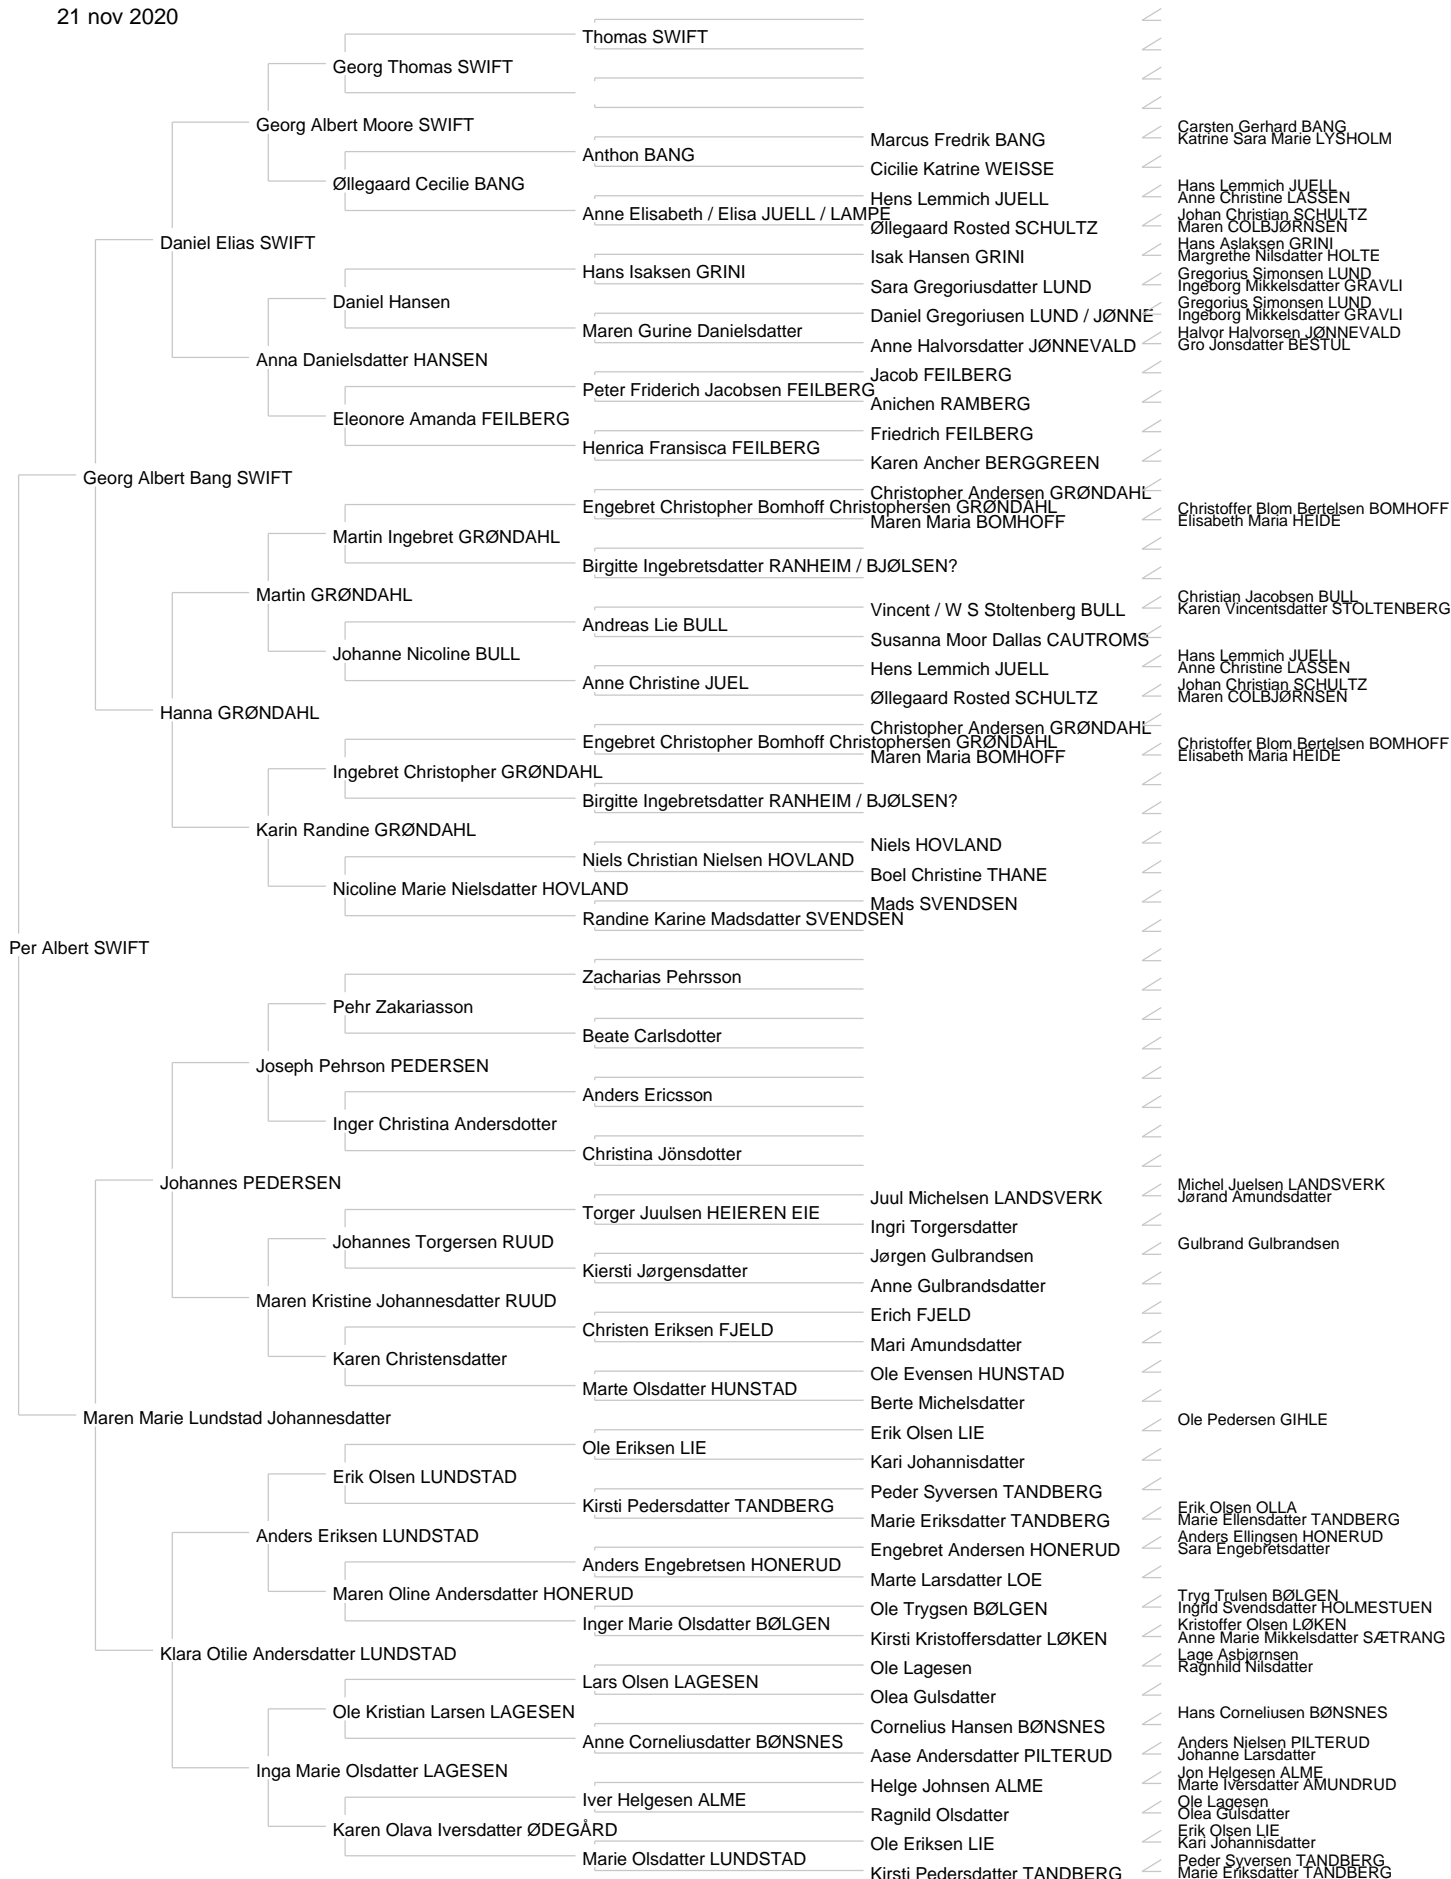 21 nov 2020
Thomas SWIFT
Georg Thomas SWIFT
Georg Albert Moore SWIFT
Carsten Gerhard BANG
Marcus Fredrik BANG
Katrine Sara Marie LYSHOLM
Anthon BANG
Cicilie Katrine WEISSE
Øllegaard Cecilie BANG
Hans Lemmich JUELL
Hens Lemmich JUELL
Anne Christine LASSEN
Anne Elisabeth / Elisa JUELL / LAMPE
Johan Christian SCHULTZ
Øllegaard Rosted SCHULTZ
Maren COLBJØRNSEN
Daniel Elias SWIFT
Hans Aslaksen GRINI
Isak Hansen GRINI
Margrethe Nilsdatter HOLTE
Hans Isaksen GRINI
Gregorius Simonsen LUND
Sara Gregoriusdatter LUND
Ingeborg Mikkelsdatter GRAVLI
Daniel Hansen
Gregorius Simonsen LUND
Daniel Gregoriusen LUND / JØNNE
Ingeborg Mikkelsdatter GRAVLI
Maren Gurine Danielsdatter
Halvor Halvorsen JØNNEVALD
Anne Halvorsdatter JØNNEVALD
Gro Jonsdatter BESTUL
Anna Danielsdatter HANSEN
Jacob FEILBERG
Peter Friderich Jacobsen FEILBERG
Anichen RAMBERG
Eleonore Amanda FEILBERG
Friedrich FEILBERG
Henrica Fransisca FEILBERG
Karen Ancher BERGGREEN
Georg Albert Bang SWIFT
Christopher Andersen GRØNDAHL
Engebret Christopher Bomhoff Christophersen GRØNDAHL
Christoffer Blom Bertelsen BOMHOFF
Maren Maria BOMHOFF
Elisabeth Maria HEIDE
Martin Ingebret GRØNDAHL
Birgitte Ingebretsdatter RANHEIM / BJØLSEN?
Martin GRØNDAHL
Christian Jacobsen BULL
Vincent / W S Stoltenberg BULL
Karen Vincentsdatter STOLTENBERG
Andreas Lie BULL
Susanna Moor Dallas CAUTROMS
Johanne Nicoline BULL
Hans Lemmich JUELL
Hens Lemmich JUELL
Anne Christine LASSEN
Anne Christine JUEL
Johan Christian SCHULTZ
Øllegaard Rosted SCHULTZ
Maren COLBJØRNSEN
Hanna GRØNDAHL
Christopher Andersen GRØNDAHL
Engebret Christopher Bomhoff Christophersen GRØNDAHL
Christoffer Blom Bertelsen BOMHOFF
Maren Maria BOMHOFF
Elisabeth Maria HEIDE
Ingebret Christopher GRØNDAHL
Birgitte Ingebretsdatter RANHEIM / BJØLSEN?
Karin Randine GRØNDAHL
Niels HOVLAND
Niels Christian Nielsen HOVLAND
Boel Christine THANE
Nicoline Marie Nielsdatter HOVLAND
Mads SVENDSEN
Randine Karine Madsdatter SVENDSEN
Per Albert SWIFT
Zacharias Pehrsson
Pehr Zakariasson
Beate Carlsdotter
Joseph Pehrson PEDERSEN
Anders Ericsson
Inger Christina Andersdotter
Christina Jönsdotter
Johannes PEDERSEN
Michel Juelsen LANDSVERK
Juul Michelsen LANDSVERK
Jørand Amundsdatter
Torger Juulsen HEIEREN EIE
Ingri Torgersdatter
Johannes Torgersen RUUD
Gulbrand Gulbrandsen
Jørgen Gulbrandsen
Kiersti Jørgensdatter
Anne Gulbrandsdatter
Maren Kristine Johannesdatter RUUD
Erich FJELD
Christen Eriksen FJELD
Mari Amundsdatter
Karen Christensdatter
Ole Evensen HUNSTAD
Marte Olsdatter HUNSTAD
Berte Michelsdatter
Maren Marie Lundstad Johannesdatter
Ole Pedersen GIHLE
Erik Olsen LIE
Ole Eriksen LIE
Kari Johannisdatter
Erik Olsen LUNDSTAD
Peder Syversen TANDBERG
Kirsti Pedersdatter TANDBERG
Erik Olsen OLLA
Marie Eriksdatter TANDBERG
Marie Ellensdatter TANDBERG
Anders Eriksen LUNDSTAD
Anders Ellingsen HONERUD
Engebret Andersen HONERUD
Sara Engebretsdatter
Anders Engebretsen HONERUD
Marte Larsdatter LOE
Maren Oline Andersdatter HONERUD
Tryg Trulsen BØLGEN
Ole Trygsen BØLGEN
Ingrid Svendsdatter HOLMESTUEN
Inger Marie Olsdatter BØLGEN
Kristoffer Olsen LØKEN
Kirsti Kristoffersdatter LØKEN
Anne Marie Mikkelsdatter SÆTRANG
Klara Otilie Andersdatter LUNDSTAD
Lage Asbjørnsen
Ole Lagesen
Ragnhild Nilsdatter
Lars Olsen LAGESEN
Olea Gulsdatter
Ole Kristian Larsen LAGESEN
Hans Corneliusen BØNSNES
Cornelius Hansen BØNSNES
Anne Corneliusdatter BØNSNES
Anders Nielsen PILTERUD
Aase Andersdatter PILTERUD
Johanne Larsdatter
Inga Marie Olsdatter LAGESEN
Jon Helgesen ALME
Helge Johnsen ALME
Marte Iversdatter AMUNDRUD
Iver Helgesen ALME
Ole Lagesen
Ragnild Olsdatter
Olea Gulsdatter
Karen Olava Iversdatter ØDEGÅRD
Erik Olsen LIE
Ole Eriksen LIE
Kari Johannisdatter
Marie Olsdatter LUNDSTAD
Peder Syversen TANDBERG
Kirsti Pedersdatter TANDBERG
Marie Eriksdatter TANDBERG